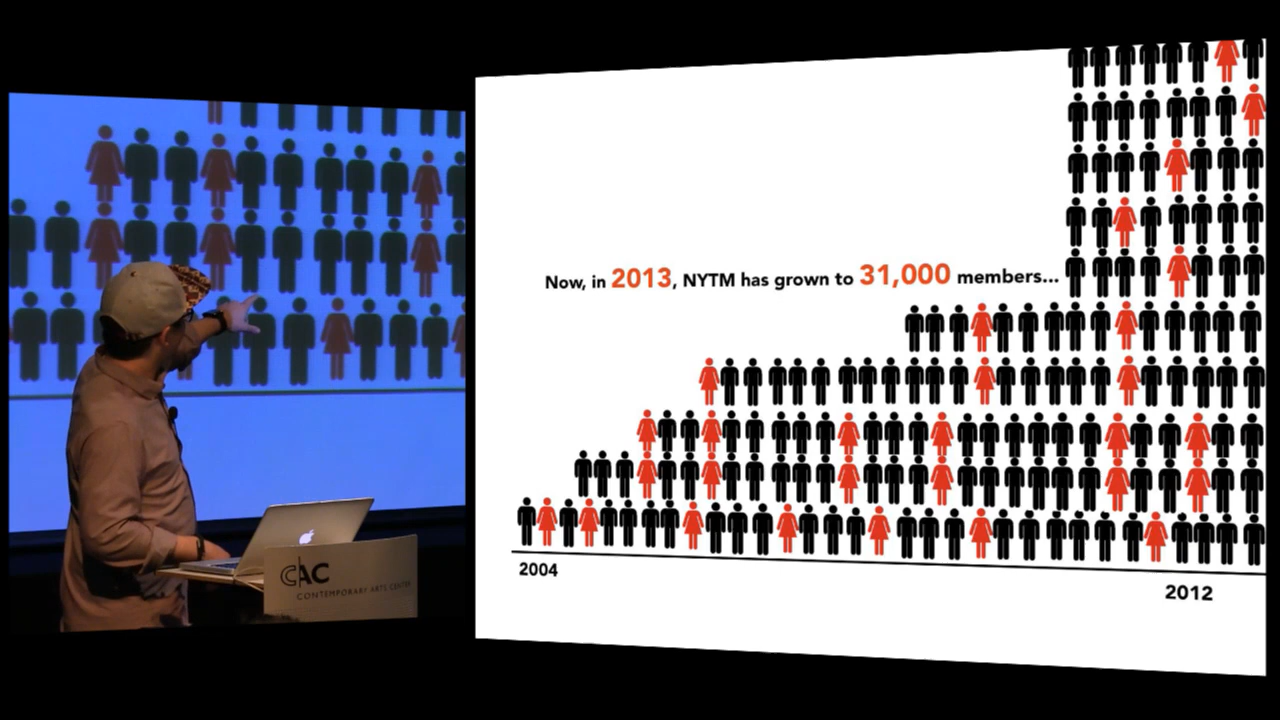 Now, in 2013, NYTM has grown to 31,000 members...
2004
2012
CAC
CONTEMPORARY ARTS CENTER